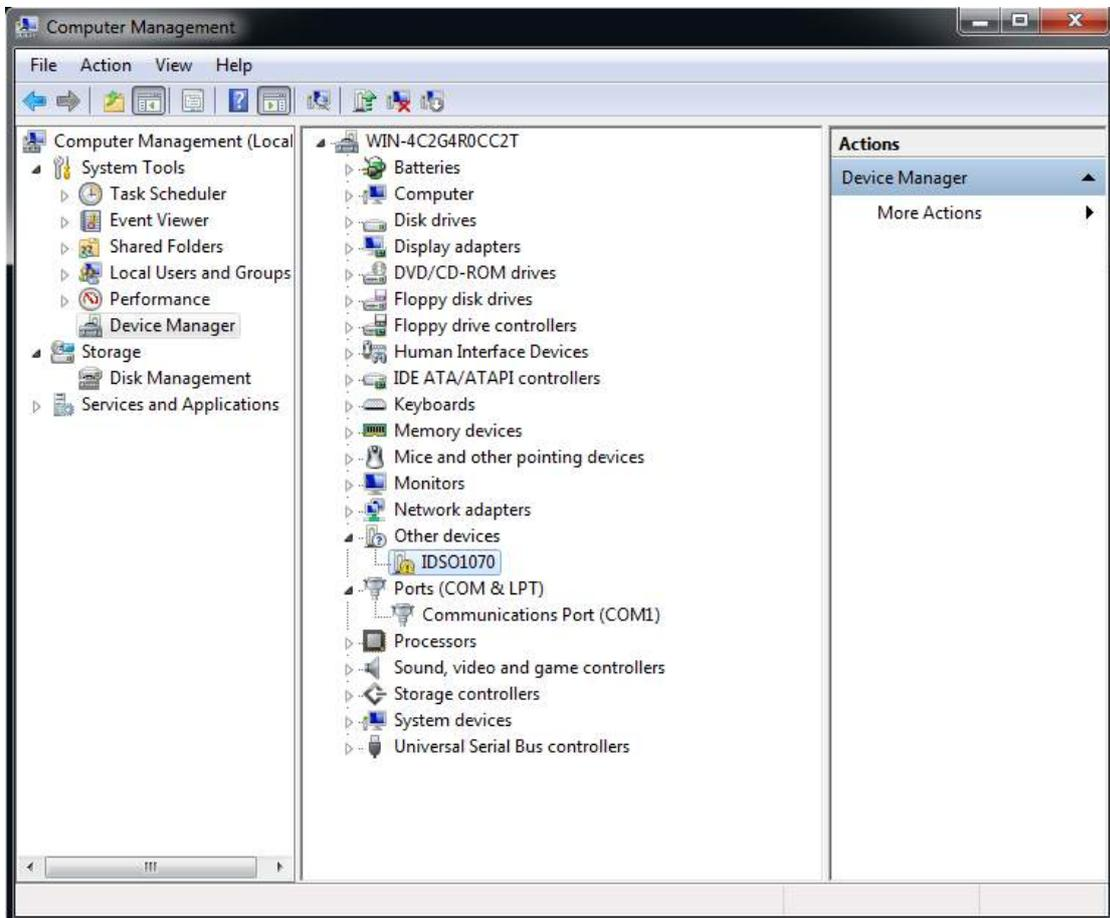 Computer Management
File Action View Help
Computer Management (Local
System Tools
Task Scheduler
Event Viewer
Shared Folders
Local Users and Groups
Performance
Device Manager
Storage
Disk Management
Services and Applications
WIN-4C2G4R0CC2T
Batteries
Computer
Disk drives
Display adapters
DVD/CD-ROM drives
Floppy disk drives
Floppy drive controllers
Human Interface Devices
IDE ATA/ATAPI controllers
Keyboards
Memory devices
Mice and other pointing devices
Monitors
Network adapters
Other devices
IDSO1070
Ports (COM & LPT)
Communications Port (COM1)
Processors
Sound, video and game controllers
Storage controllers
System devices
Universal Serial Bus controllers
Actions
Device Manager
More Actions